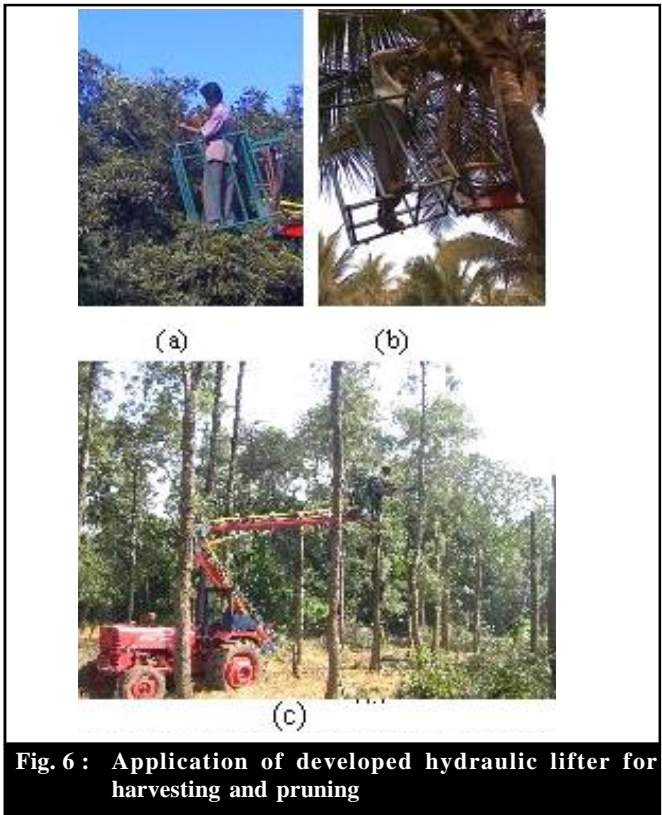 (a) (b)
(c)
Fig. 6 : Application of developed hydraulic lifter for
harvesting and pruning